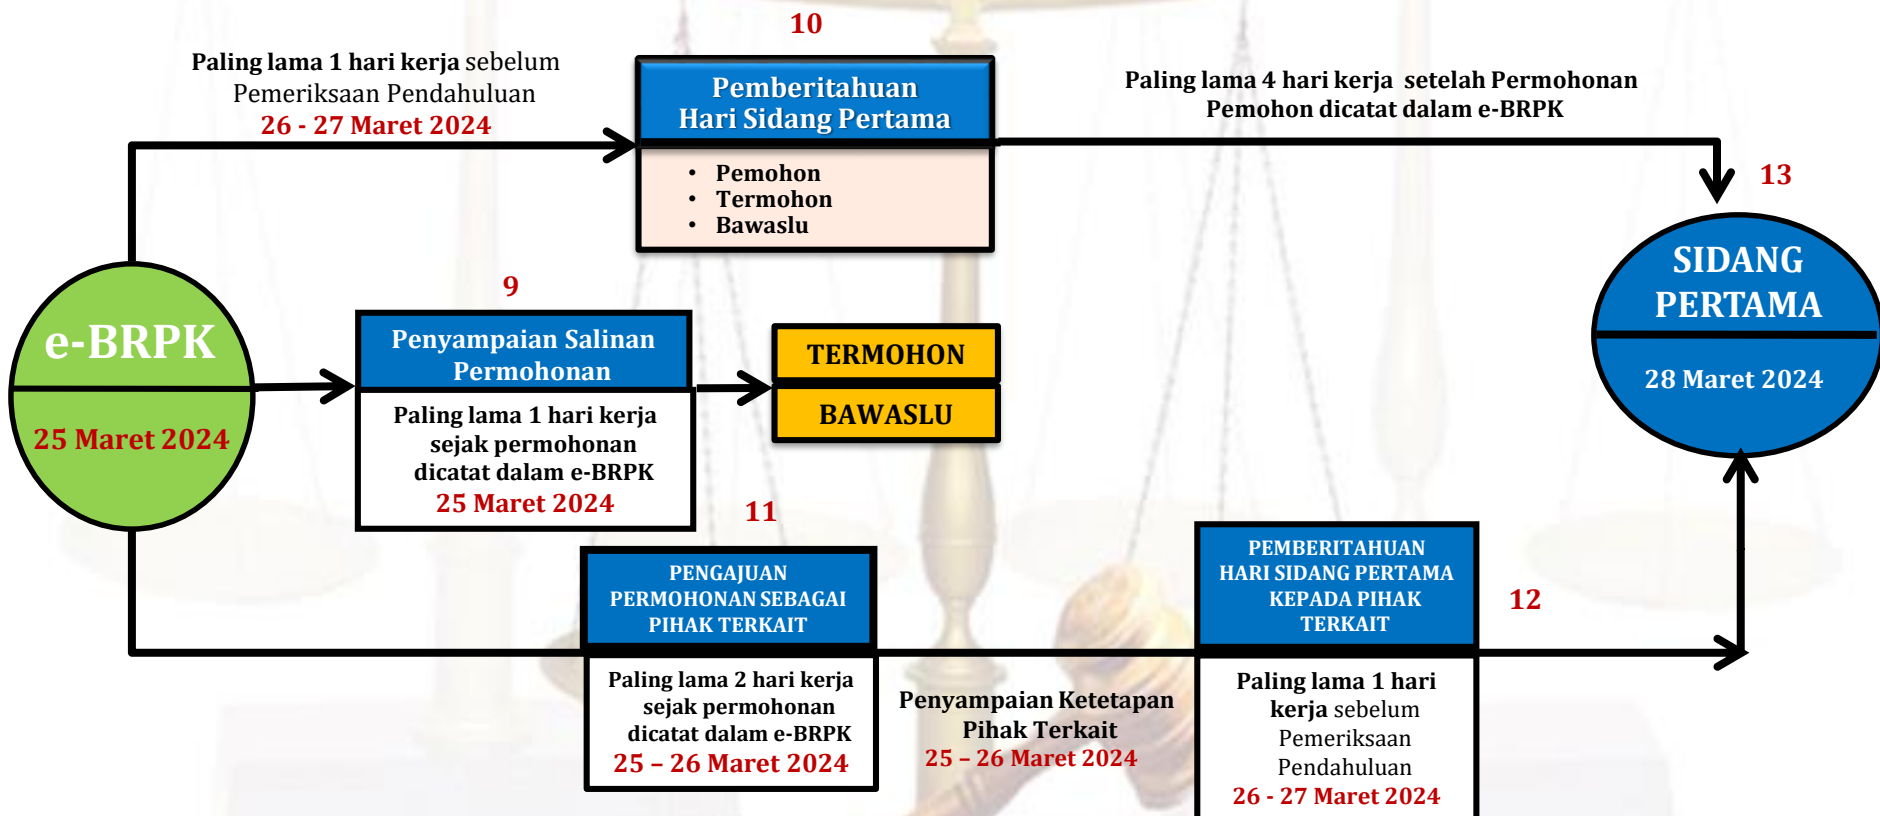 10
Paling lama 1 hari kerja sebelum
Pemeriksaan Pendahuluan
26 - 27 Maret 2024
Pemberitahuan
Hari Sidang Pertama
• Pemohon
• Termohon
• Bawaslu
Paling lama 4 hari kerja setelah Permohonan
Pemohon dicatat dalam e-BRPK
13
SIDANG
PERTAMA
28 Maret 2024
e-BRPK
25 Maret 2024
9
Penyampaian Salinan
Permohonan
Paling lama 1 hari kerja
sejak permohonan
dicatat dalam e-BRPK
25 Maret 2024
TERMOHON
BAWASLU
11
PENGAJUAN
PERMOHONAN SEBAGAI
PIHAK TERKAIT
Paling lama 2 hari kerja
sejak permohonan
dicatat dalam e-BRPK
25 – 26 Maret 2024
Penyampaian Ketetapan
Pihak Terkait
25 – 26 Maret 2024
PEMBERITAHUAN
HARI SIDANG PERTAMA
KEPADA PIHAK
TERKAIT
12
Paling lama 1 hari
kerja sebelum
Pemeriksaan
Pendahuluan
26 - 27 Maret 2024